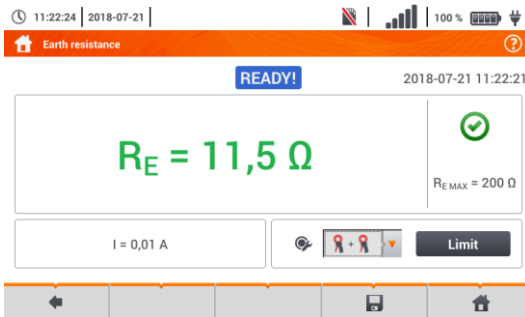 11:22:24 2018-07-21 100 %
Earth resistance
READY! 2018-07-21 11:22:21
RE = 11,5 Ω
RE MAX = 200 Ω
I = 0,01 A
Limit